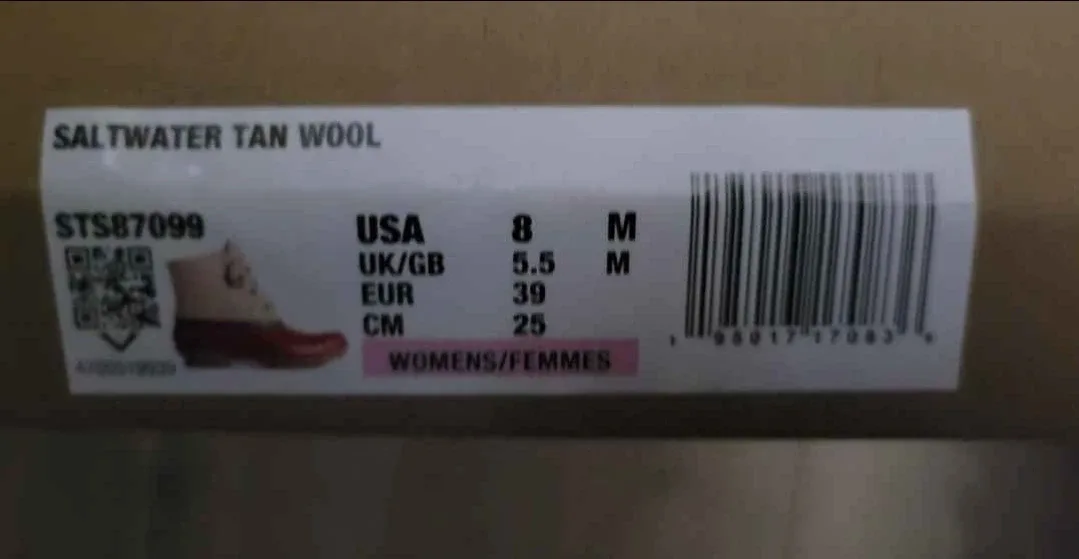 SALTWATER TAN WOOL
STS87099
USA 8 M
UK/GB 5.5 M
EUR 39
CM 25
WOMENS/FEMMES